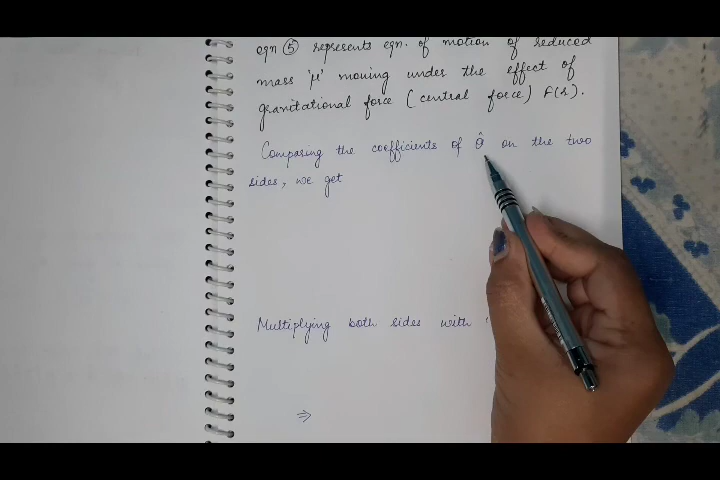 eqn ⑤ represents eqn. of motion of reduced
mass 'μ' moving under the effect of
gravitational force (central force) F(r).
Comparing the coefficients of θ̂ on the two
sides, we get
Multiplying both sides with
⇒